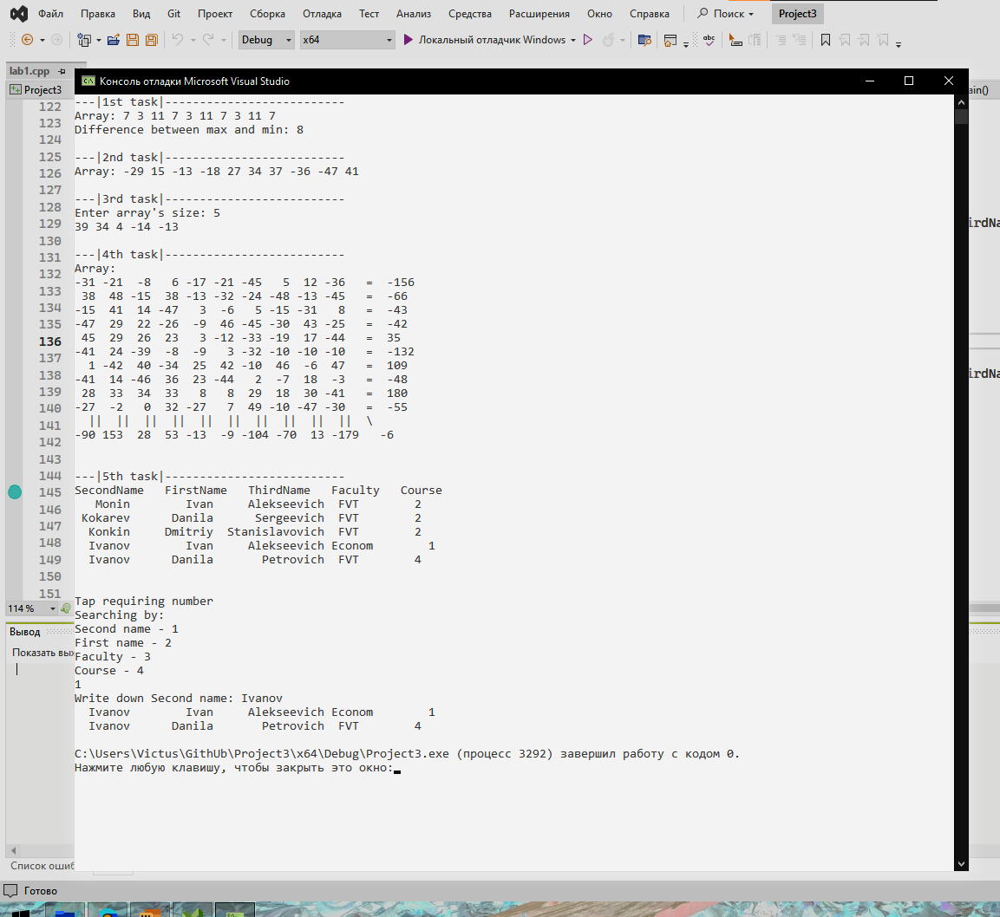 Файл Правка Вид Git Проект Сборка Отладка Тест Анализ Средства Расширения Окно Справка Поиск Project3
Debug x64 Локальный отладчик Windows abc
lab1.cpp
Консоль отладки Microsoft Visual Studio
Project3
ain()
122
123
124
125
126
127
128
129
130
131
132
133
134
135
136
137
138
139
140
141
142
143
144
145
146
147
148
149
150
151
irdNa
irdNa
---|1st task|--------------------------
Array: 7 3 11 7 3 11 7 3 11 7
Difference between max and min: 8
---|2nd task|--------------------------
Array: -29 15 -13 -18 27 34 37 -36 -47 41
---|3rd task|--------------------------
Enter array's size: 5
39 34 4 -14 -13
---|4th task|--------------------------
Array:
-31 -21  -8   6 -17 -21 -45   5  12 -36   =  -156
 38  48 -15  38 -13 -32 -24 -48 -13 -45   =  -66
-15  41  14 -47   3  -6   5 -15 -31   8   =  -43
-47  29  22 -26  -9  46 -45 -30  43 -25   =  -42
 45  29  26  23   3 -12 -33 -19  17 -44   =  35
-41  24 -39  -8  -9   3 -32 -10 -10 -10   =  -132
  1 -42  40 -34  25  42 -10  46  -6  47   =  109
-41  14 -46  36  23 -44   2  -7  18  -3   =  -48
 28  33  34  33   8   8  29  18  30 -41   =  180
-27  -2   0  32 -27   7  49 -10 -47 -30   =  -55
  ||  ||  ||  ||  ||  ||  ||  ||  ||  ||  \
-90 153  28  53 -13  -9 -104 -70  13 -179   -6
---|5th task|--------------------------
SecondName   FirstName   ThirdName   Faculty   Course
   Monin        Ivan     Alekseevich  FVT        2
 Kokarev      Danila      Sergeevich  FVT        2
  Konkin     Dmitriy  Stanislavovich  FVT        2
  Ivanov        Ivan     Alekseevich Econom        1
  Ivanov      Danila       Petrovich  FVT        4
Tap requiring number
Searching by:
Second name - 1
First name - 2
Faculty - 3
Course - 4
1
Write down Second name: Ivanov
  Ivanov        Ivan     Alekseevich Econom        1
  Ivanov      Danila       Petrovich  FVT        4
C:\Users\Victus\GitHUb\Project3\x64\Debug\Project3.exe (процесс 3292) завершил работу с кодом 0.
Нажмите любую клавишу, чтобы закрыть это окно:
114 %
Вывод
Показать вых
Список ошиб
Готово